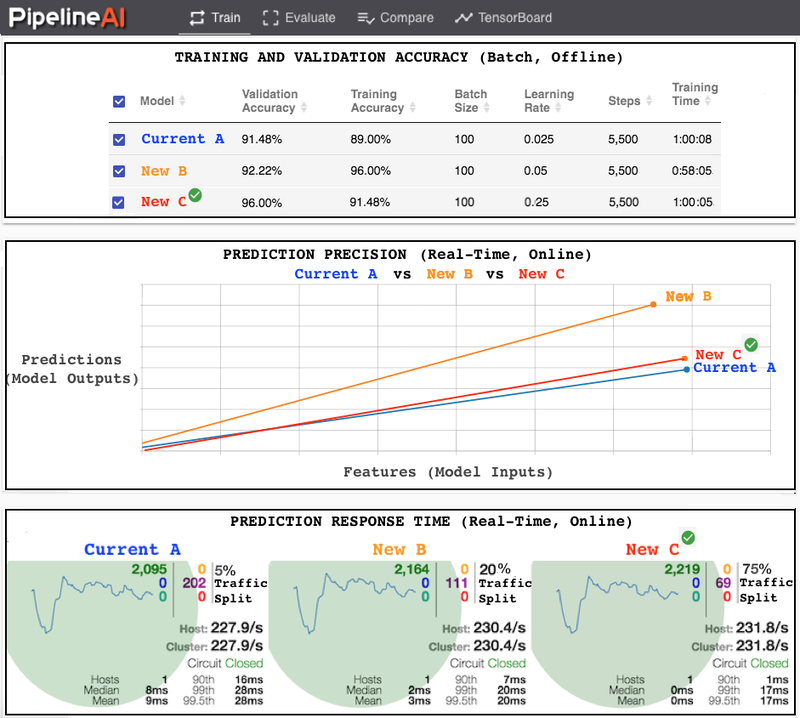 PipelineAI Train Evaluate Compare TensorBoard
TRAINING AND VALIDATION ACCURACY (Batch, Offline)
Model Validation Accuracy Training Accuracy Batch Size Learning Rate Steps Training Time
Current A 91.48% 89.00% 100 0.025 5,500 1:00:08
New B 92.22% 96.00% 100 0.05 5,500 0:58:05
New C 96.00% 91.48% 100 0.25 5,500 1:00:05
PREDICTION PRECISION (Real-Time, Online)
Current A vs New B vs New C
New B
New C
Current A
Predictions
(Model Outputs)
Features (Model Inputs)
PREDICTION RESPONSE TIME (Real-Time, Online)
Current A
2,095 0 5%
0 202 Traffic
0 0 Split
Host: 227.9/s
Cluster: 227.9/s
Circuit Closed
Hosts 1 90th 16ms
Median 8ms 99th 28ms
Mean 9ms 99.5th 28ms
New B
2,164 0 20%
0 111 Traffic
0 0 Split
Host: 230.4/s
Cluster: 230.4/s
Circuit Closed
Hosts 1 90th 7ms
Median 2ms 99th 20ms
Mean 3ms 99.5th 20ms
New C
2,219 0 75%
0 69 Traffic
0 0 Split
Host: 231.8/s
Cluster: 231.8/s
Circuit Closed
Hosts 1 90th 1ms
Median 0ms 99th 17ms
Mean 0ms 99.5th 17ms